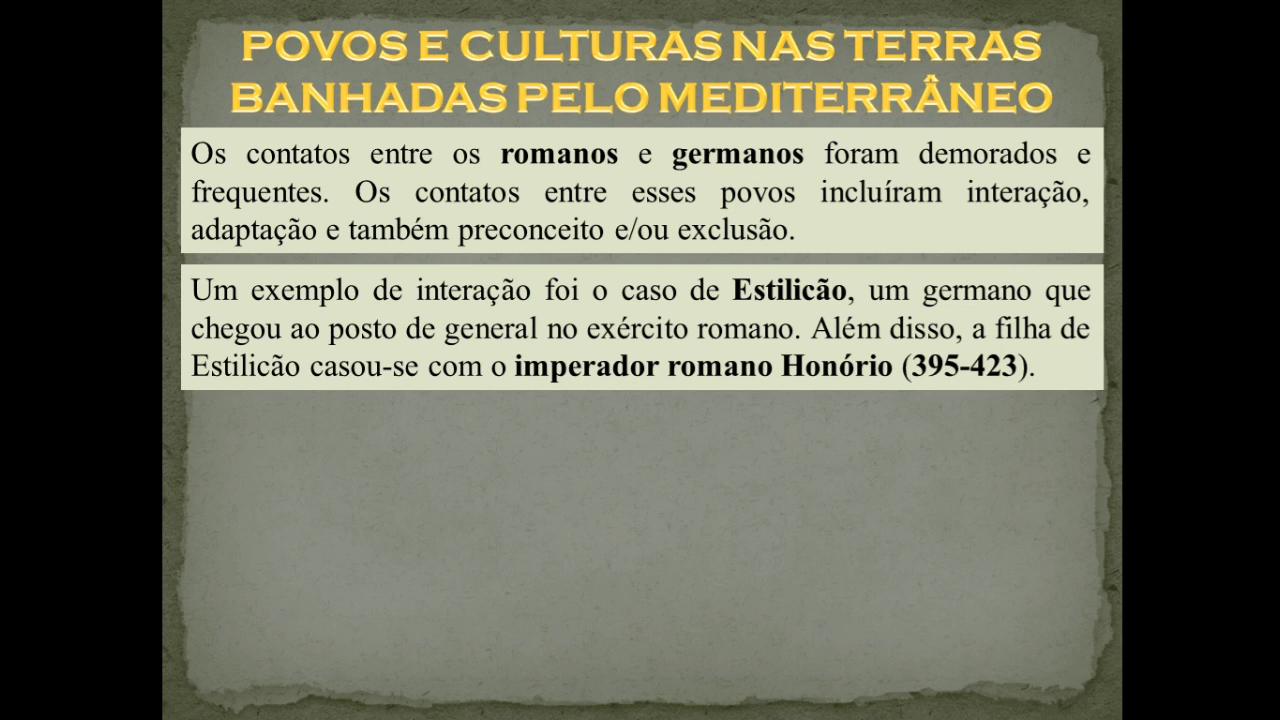 POVOS E CULTURAS NAS TERRAS
BANHADAS PELO MEDITERRÂNEO
Os contatos entre os romanos e germanos foram demorados e
frequentes. Os contatos entre esses povos incluíram interação,
adaptação e também preconceito e/ou exclusão.
Um exemplo de interação foi o caso de Estilicão, um germano que
chegou ao posto de general no exército romano. Além disso, a filha de
Estilicão casou-se com o imperador romano Honório (395-423).